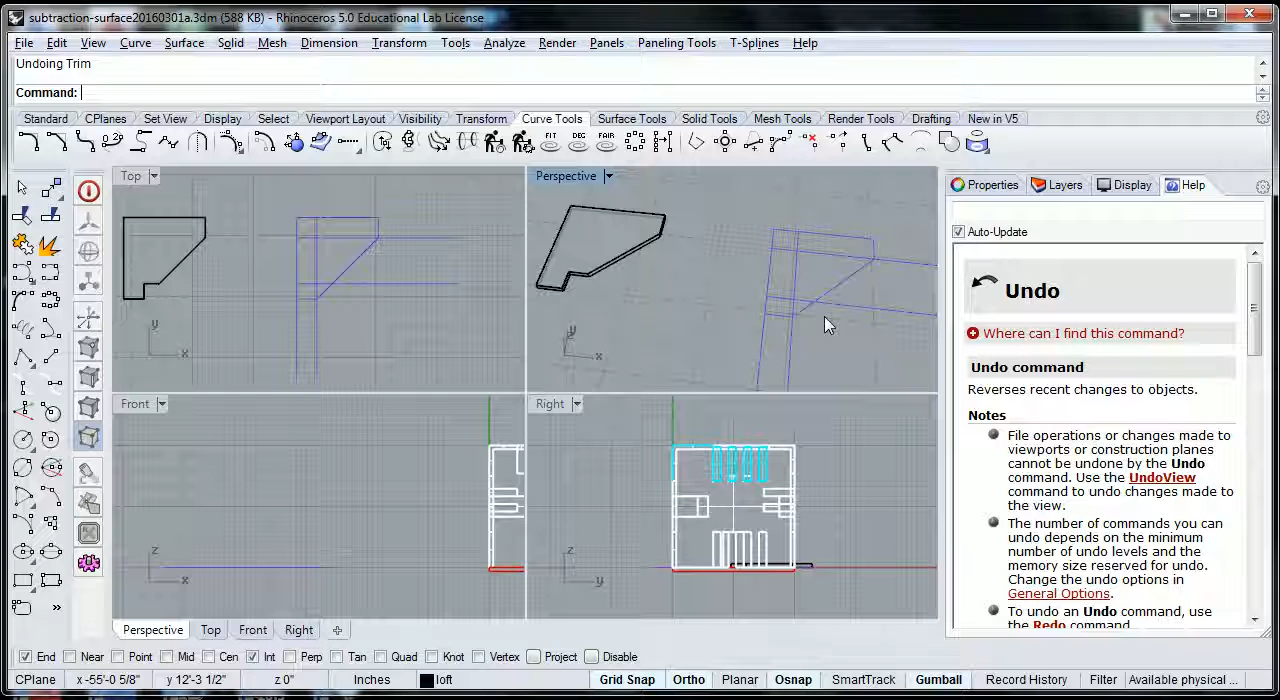 subtraction-surface20160301a.3dm (588 KB) - Rhinoceros 5.0 Educational Lab License
File Edit View Curve Surface Solid Mesh Dimension Transform Tools Analyze Render Panels Paneling Tools T-Splines Help
Undoing Trim
Command:
Standard CPlanes Set View Display Select Viewport Layout Visibility Transform Curve Tools Surface Tools Solid Tools Mesh Tools Render Tools Drafting New in V5
FIT DEG FAIR
Top
Perspective
Properties Layers Display Help
Auto-Update
Undo
Where can I find this command?
Undo command
Reverses recent changes to objects.
Notes
File operations or changes made to
viewports or construction planes
cannot be undone by the Undo
command. Use the UndoView
command to undo changes made to
the view.
The number of commands you can
undo depends on the minimum
number of undo levels and the
memory size reserved for undo.
Change the undo options in
General Options.
To undo an Undo command, use
the Redo command.
y
x
y
x
Front
Right
z
x
z
y
Perspective Top Front Right
End Near Point Mid Cen Int Perp Tan Quad Knot Vertex Project Disable
CPlane x -55'-0 5/8" y 12'-3 1/2" z 0" Inches loft Grid Snap Ortho Planar Osnap SmartTrack Gumball Record History Filter Available physical ...